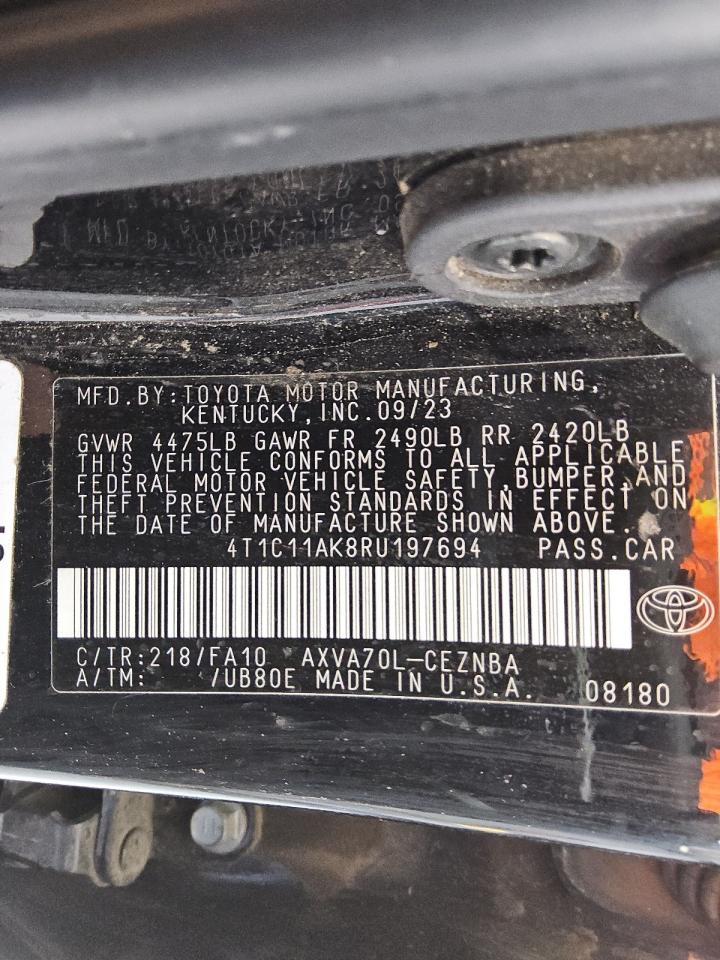 MFD.BY:TOYOTA MOTOR MANUFACTURING,
KENTUCKY,INC.09/23
GVWR 4475LB GAWR FR 2490LB RR 2420LB
THIS VEHICLE CONFORMS TO ALL APPLICABLE
FEDERAL MOTOR VEHICLE SAFETY,BUMPER,AND
THEFT PREVENTION STANDARDS IN EFFECT ON
THE DATE OF MANUFACTURE SHOWN ABOVE.
4T1C11AK8RU197694 PASS.CAR
C/TR:218/FA10 AXVA70L-CEZNBA
A/TM: /UB80E MADE IN U.S.A. 08180